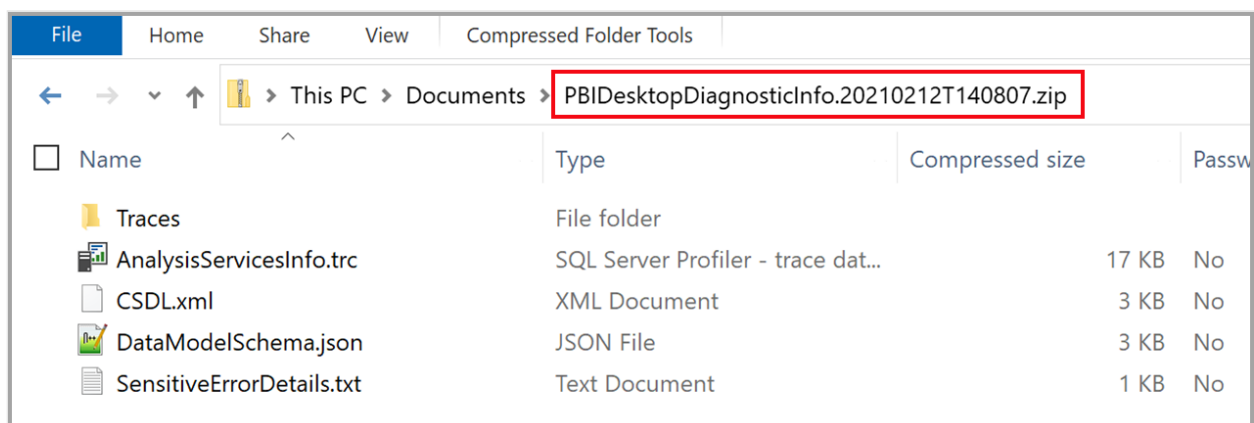 File Home Share View Compressed Folder Tools
This PC > Documents > PBIDesktopDiagnosticInfo.20210212T140807.zip
Name Type Compressed size Passw
Traces File folder
AnalysisServicesInfo.trc SQL Server Profiler - trace dat... 17 KB No
CSDL.xml XML Document 3 KB No
DataModelSchema.json JSON File 3 KB No
SensitiveErrorDetails.txt Text Document 1 KB No